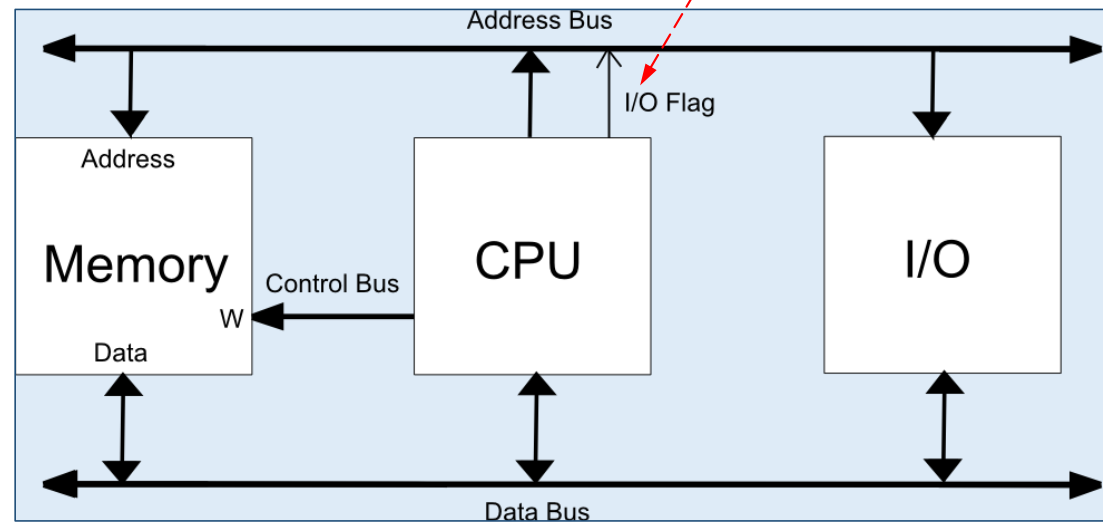 Address Bus
I/O Flag
Address
Memory
CPU
I/O
Control Bus
W
Data
Data Bus